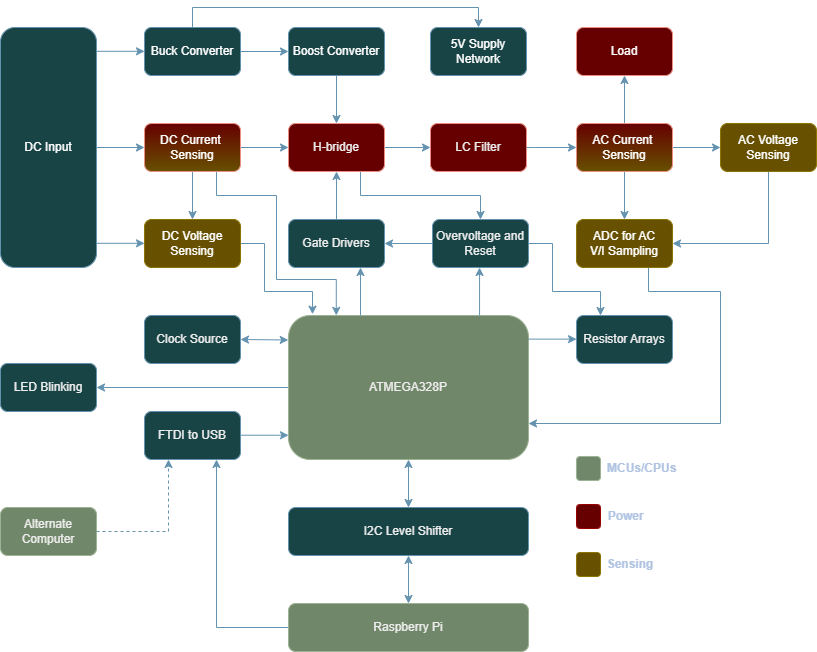 Buck Converter
Boost Converter
5V Supply
Network
Load
DC Input
DC Current
Sensing
H-bridge
LC Filter
AC Current
Sensing
AC Voltage
Sensing
DC Voltage
Sensing
Gate Drivers
Overvoltage and
Reset
ADC for AC
V/I Sampling
Clock Source
Resistor Arrays
LED Blinking
ATMEGA328P
FTDI to USB
MCUs/CPUs
Alternate
Computer
I2C Level Shifter
Power
Sensing
Raspberry Pi